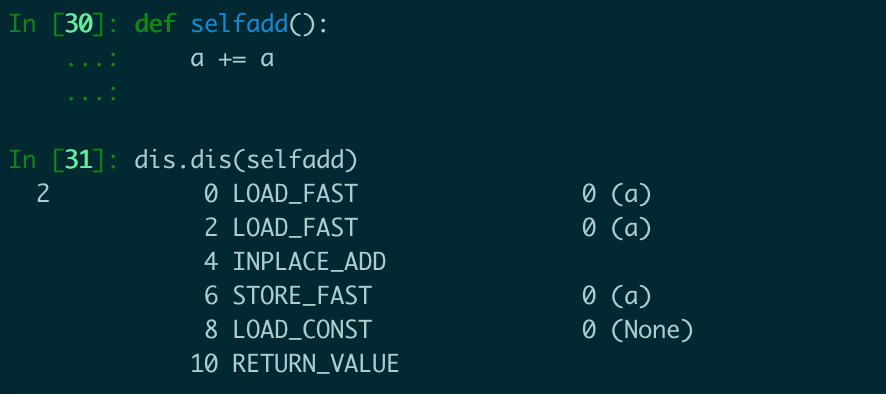 In [30]: def selfadd():
    ...:     a += a
    ...:
In [31]: dis.dis(selfadd)
  2           0 LOAD_FAST                0 (a)
              2 LOAD_FAST                0 (a)
              4 INPLACE_ADD
              6 STORE_FAST               0 (a)
              8 LOAD_CONST               0 (None)
             10 RETURN_VALUE